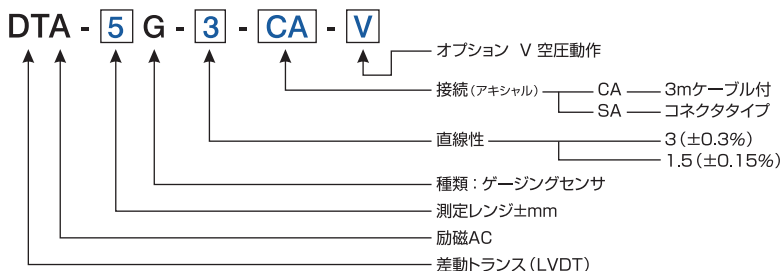 DTA - 5 G - 3 - CA - V
オプション V 空圧動作
接続(アキシャル) CA 3mケーブル付
SA コネクタタイプ
直線性 3(±0.3%)
1.5(±0.15%)
種類:ゲージングセンサ
測定レンジ±mm
励磁AC
差動トランス(LVDT)